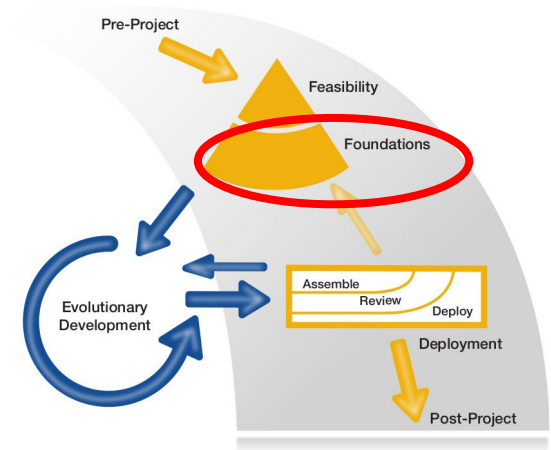 Pre-Project
Feasibility
Foundations
Evolutionary
Development
Assemble
Review
Deploy
Deployment
Post-Project